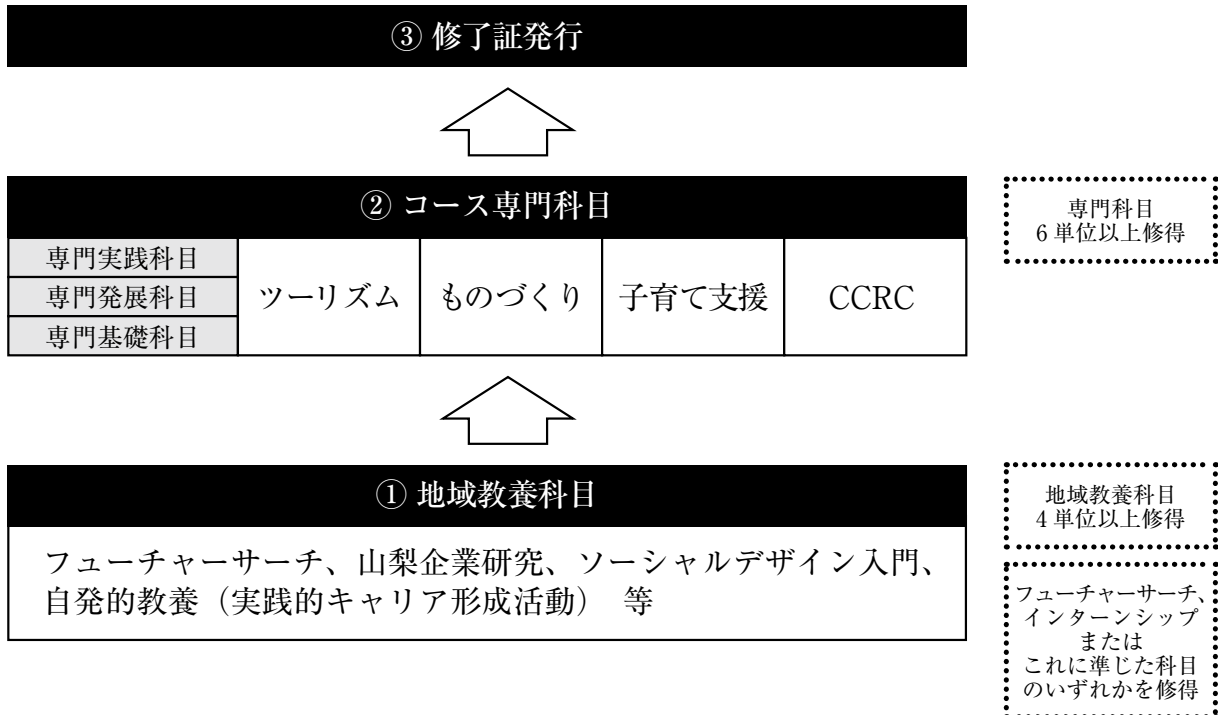 ③ 修了証発行
② コース専門科目
専門実践科目
専門発展科目
専門基礎科目
ツーリズム
ものづくり
子育て支援
CCRC
専門科目
6 単位以上修得
① 地域教養科目
フューチャーサーチ、山梨企業研究、ソーシャルデザイン入門、
自発的教養（実践的キャリア形成活動） 等
地域教養科目
4 単位以上修得
フューチャーサーチ、
インターンシップ
または
これに準じた科目
のいずれかを修得